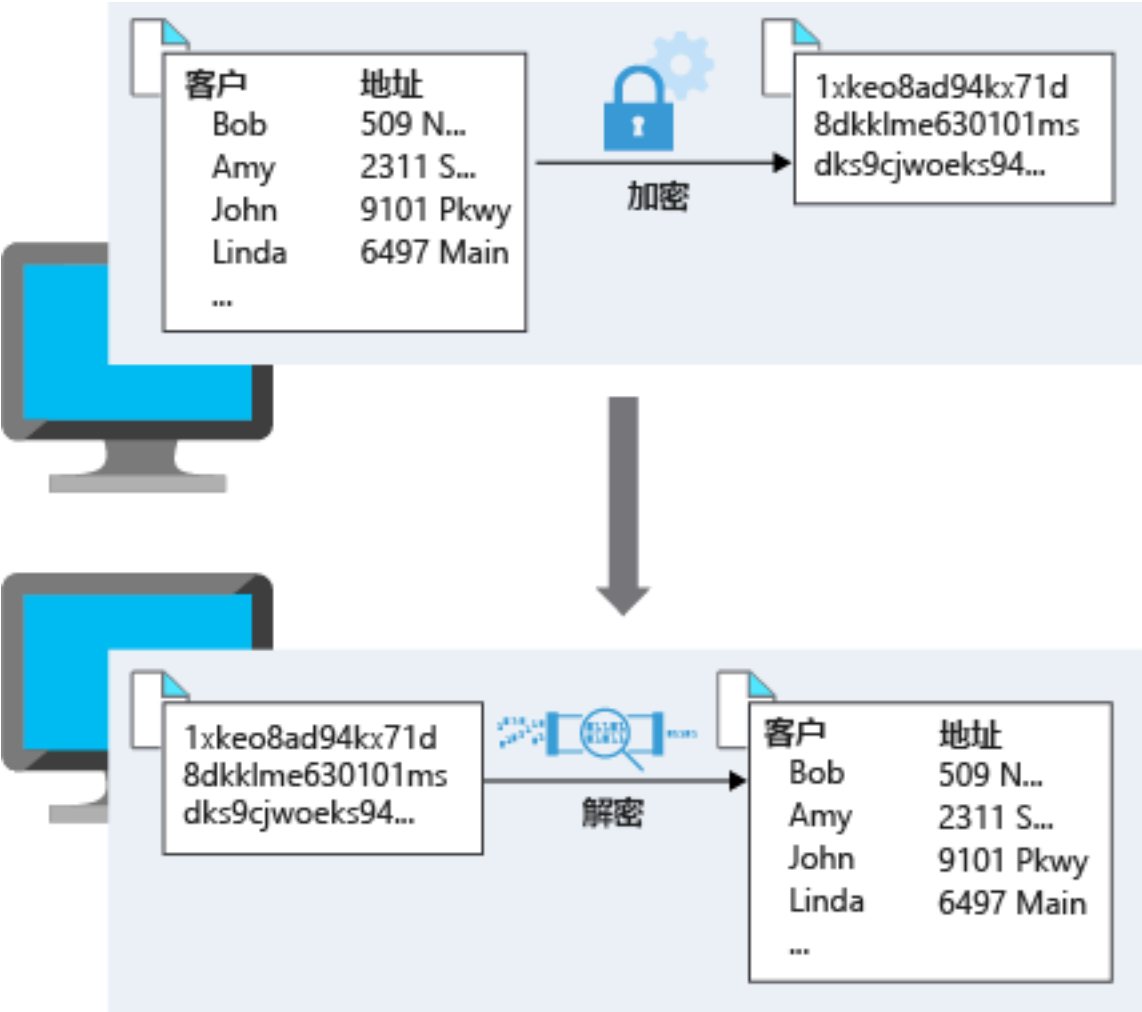 客户 地址
Bob 509 N...
Amy 2311 S...
John 9101 Pkwy
Linda 6497 Main
...
加密
1xkeo8ad94kx71d
8dkklme630101ms
dks9cjwoeks94...
1xkeo8ad94kx71d
8dkklme630101ms
dks9cjwoeks94...
解密
客户 地址
Bob 509 N...
Amy 2311 S...
John 9101 Pkwy
Linda 6497 Main
...